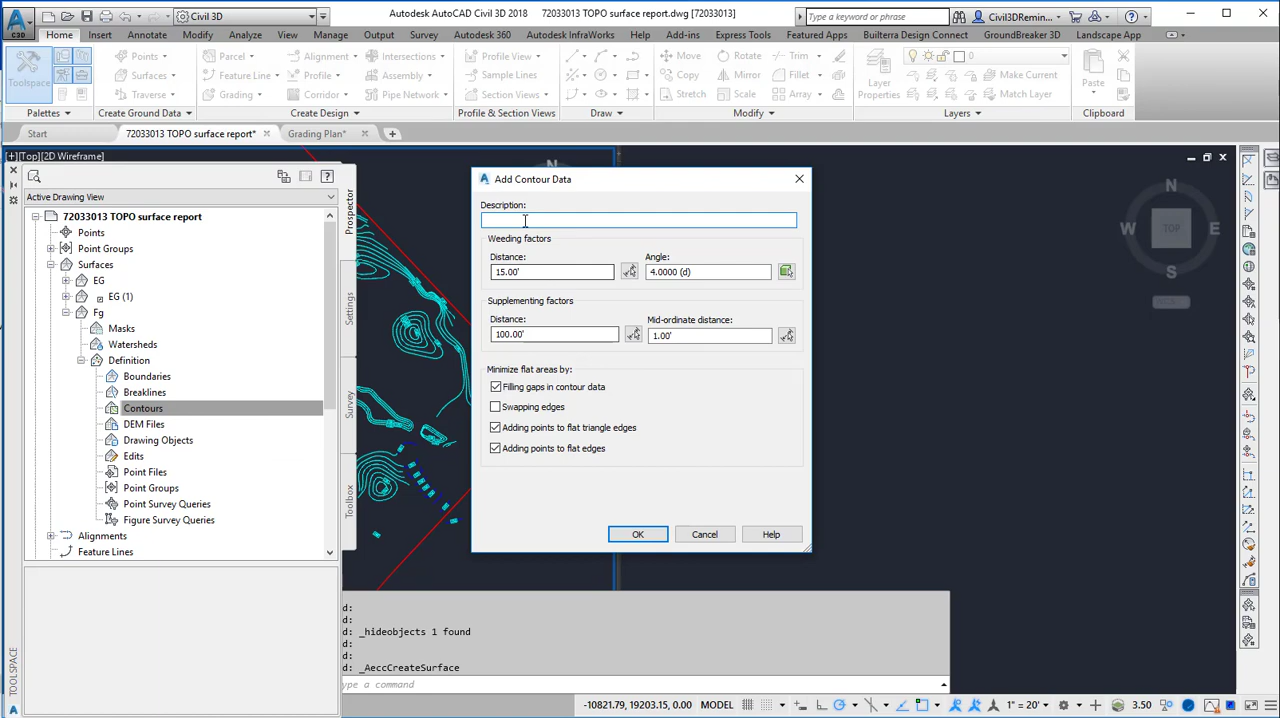 C3D
Civil 3D
Autodesk AutoCAD Civil 3D 2018
72033013 TOPO surface report.dwg [72033013]
Type a keyword or phrase
Civil3DRemin...
Home
Insert
Annotate
Modify
Analyze
View
Manage
Output
Survey
Autodesk 360
Autodesk InfraWorks
Help
Add-ins
Express Tools
Featured Apps
Builterra Design Connect
GroundBreaker 3D
Landscape App
Toolspace
Points
Surfaces
Traverse
Parcel
Feature Line
Grading
Alignment
Profile
Corridor
Intersections
Assembly
Pipe Network
Profile View
Sample Lines
Section Views
Move
Copy
Stretch
Rotate
Mirror
Scale
Trim
Fillet
Array
Layer Properties
0
Make Current
Match Layer
Paste
Palettes
Create Ground Data
Create Design
Profile & Section Views
Draw
Modify
Layers
Clipboard
Start
72033013 TOPO surface report*
Grading Plan*
[+][Top][2D Wireframe]
N
W
TOP
E
S
N
Active Drawing View
72033013 TOPO surface report
Points
Point Groups
Surfaces
EG
EG (1)
Fg
Masks
Watersheds
Definition
Boundaries
Breaklines
Contours
DEM Files
Drawing Objects
Edits
Point Files
Point Groups
Point Survey Queries
Figure Survey Queries
Alignments
Feature Lines
Prospector
Settings
Survey
Toolbox
TOOLSPACE
Add Contour Data
Description:
Weeding factors
Distance:
Angle:
15.00'
4.0000 (d)
Supplementing factors
Distance:
Mid-ordinate distance:
100.00'
1.00'
Minimize flat areas by:
Filling gaps in contour data
Swapping edges
Adding points to flat triangle edges
Adding points to flat edges
OK
Cancel
Help
d:
d:
d: _hideobjects 1 found
d:
d:
d: _AeccCreateSurface
ype a command
-10821.79, 19203.15, 0.00
MODEL
1" = 20'
3.50